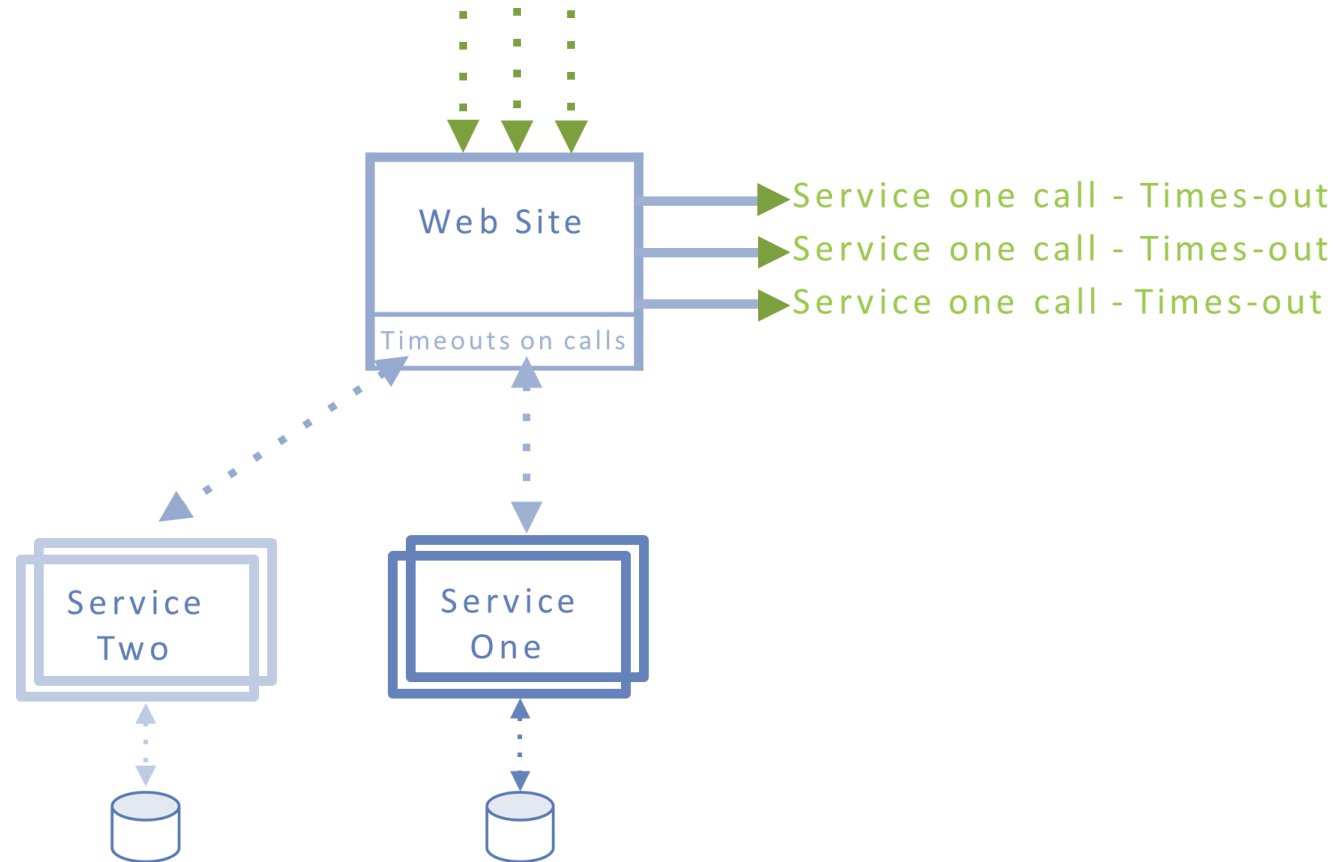 Web Site
Service one call - Times-out
Service one call - Times-out
Service one call - Times-out
Timeouts on calls
Service
Two
Service
One